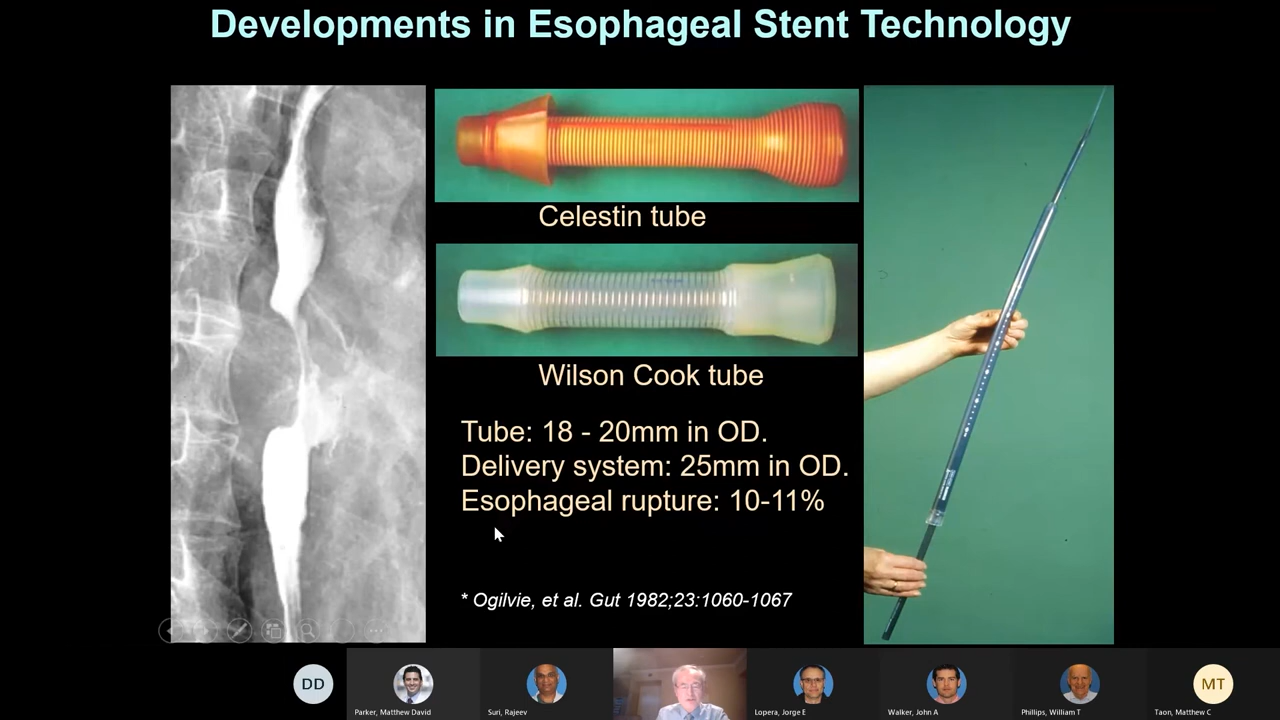 Developments in Esophageal Stent Technology
Celestin tube
Wilson Cook tube
Tube: 18 - 20mm in OD.
Delivery system: 25mm in OD.
Esophageal rupture: 10-11%
* Ogilvie, et al. Gut 1982;23:1060-1067
DD
MT
Parker, Matthew David
Suri, Rajeev
Lopera, Jorge E
Walker, John A
Phillips, William T
Taon, Matthew C